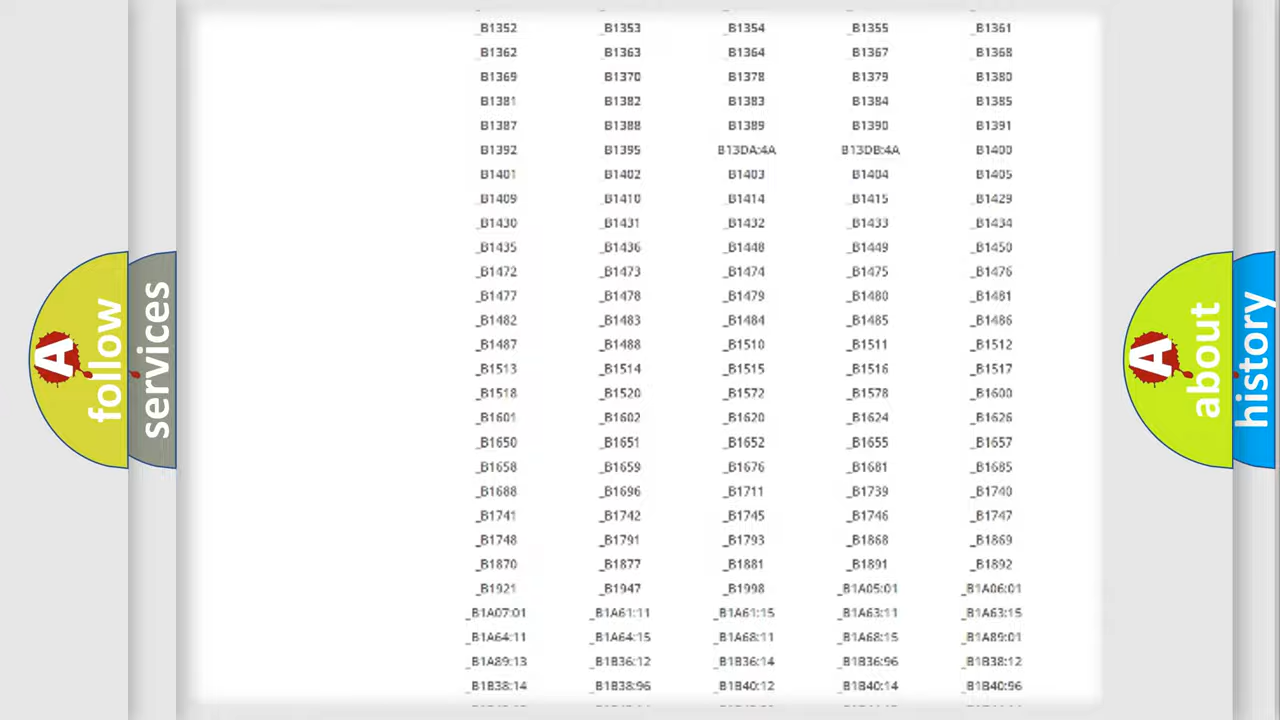 _B1352 _B1353 _B1354 _B1355 _B1361
_B1362 _B1363 _B1364 _B1367 _B1368
_B1369 B1370 _B1378 _B1379 _B1380
_B1381 _B1382 _B1383 _B1384 _B1385
_B1387 _B1388 _B1389 _B1390 _B1391
B1392 B1395 B13DA:4A B13DB:4A B1400
_B1401 _B1402 _B1403 _B1404 _B1405
_B1409 _B1410 _B1414 _B1415 _B1429
_B1430 _B1431 _B1432 _B1433 _B1434
_B1435 _B1436 _B1448 _B1449 _B1450
_B1472 _B1473 _B1474 _B1475 _B1476
_B1477 _B1478 _B1479 _B1480 _B1481
_B1482 _B1483 _B1484 _B1485 _B1486
_B1487 _B1488 _B1510 _B1511 _B1512
_B1513 _B1514 _B1515 _B1516 _B1517
_B1518 _B1520 _B1572 _B1578 _B1600
_B1601 _B1602 _B1620 _B1624 _B1626
_B1650 _B1651 _B1652 _B1655 _B1657
_B1658 _B1659 _B1676 _B1681 _B1685
_B1688 _B1696 _B1711 _B1739 _B1740
_B1741 _B1742 _B1745 _B1746 _B1747
_B1748 _B1791 _B1793 _B1868 _B1869
_B1870 _B1877 _B1881 _B1891 _B1892
_B1921 _B1947 _B1998 _B1A05:01 _B1A06:01
_B1A07:01 _B1A61:11 _B1A61:15 _B1A63:11 _B1A63:15
_B1A64:11 _B1A64:15 _B1A68:11 _B1A68:15 _B1A89:01
_B1A89:13 _B1B36:12 _B1B36:14 _B1B36:96 _B1B38:12
_B1B38:14 _B1B38:96 _B1B40:12 _B1B40:14 _B1B40:96
A
follow
services
A
about
history